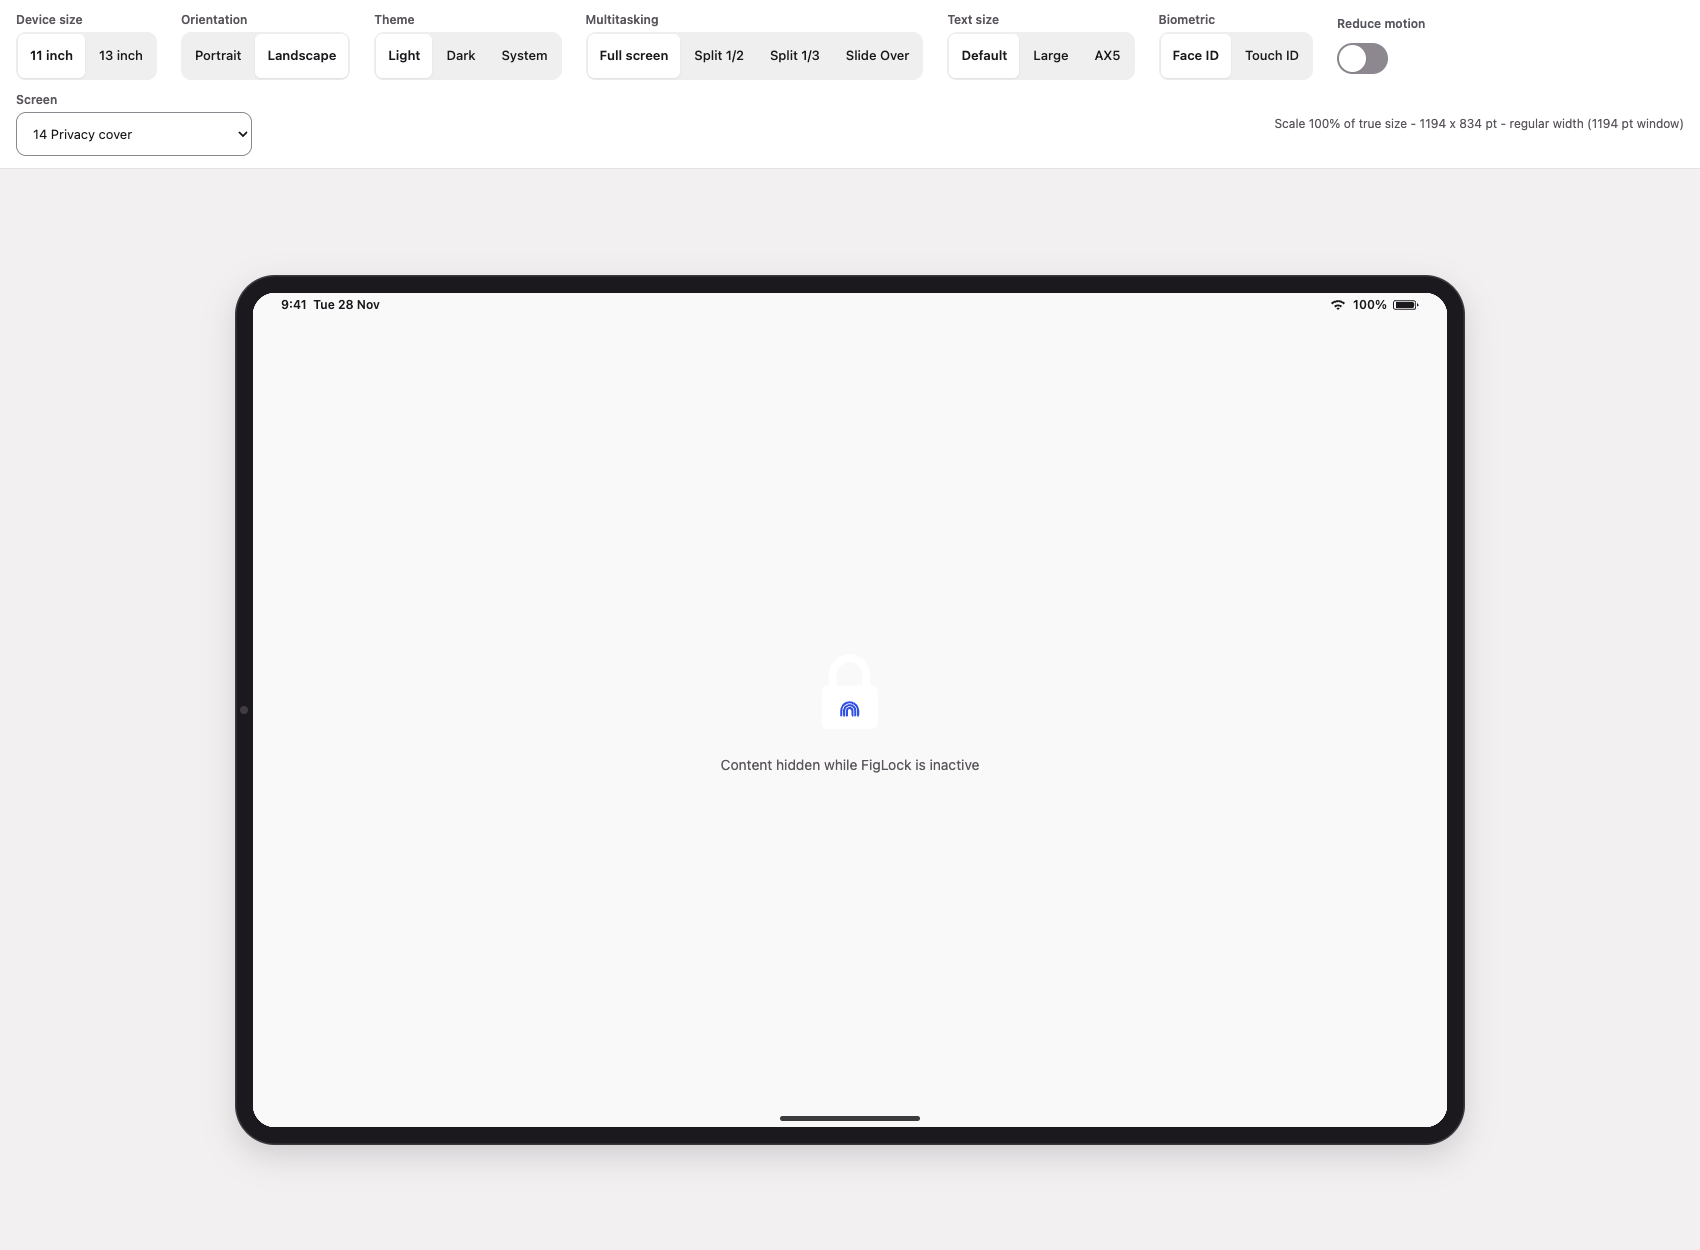 Device size
11 inch 13 inch
Orientation
Portrait Landscape
Theme
Light Dark System
Multitasking
Full screen Split 1/2 Split 1/3 Slide Over
Text size
Default Large AX5
Biometric
Face ID Touch ID
Reduce motion
Screen
14 Privacy cover
Scale 100% of true size - 1194 x 834 pt - regular width (1194 pt window)
9:41 Tue 28 Nov
100%
Content hidden while FigLock is inactive